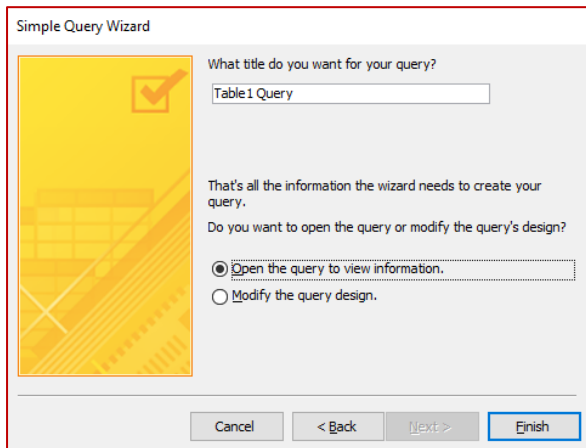 Simple Query Wizard
What title do you want for your query?
Table1 Query
That's all the information the wizard needs to create your
query.
Do you want to open the query or modify the query's design?
Open the query to view information.
Modify the query design.
Cancel
< Back
Next >
Finish